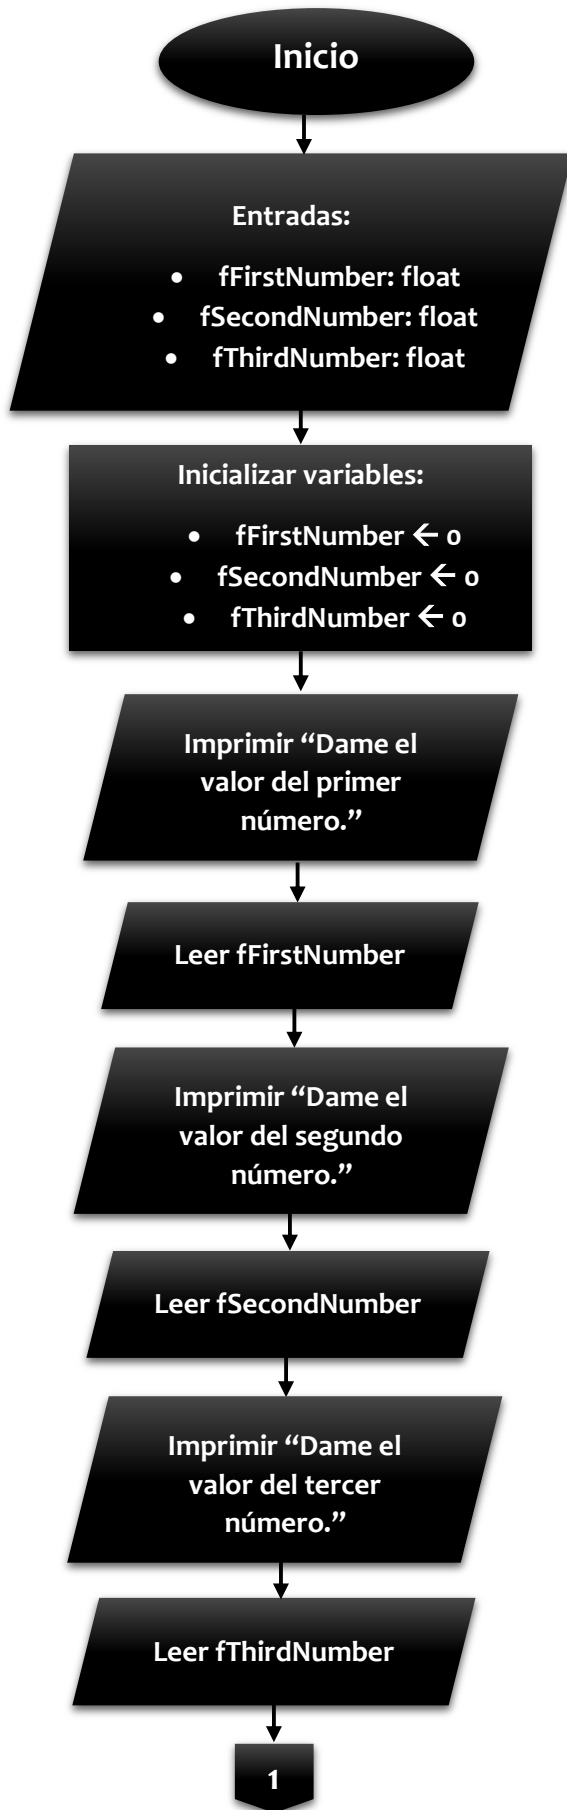 Inicio
Entradas:
• fFirstNumber: float
• fSecondNumber: float
• fThirdNumber: float
Inicializar variables:
• fFirstNumber ← 0
• fSecondNumber ← 0
• fThirdNumber ← 0
Imprimir “Dame el
valor del primer
número.”
Leer fFirstNumber
Imprimir “Dame el
valor del segundo
número.”
Leer fSecondNumber
Imprimir “Dame el
valor del tercer
número.”
Leer fThirdNumber
1